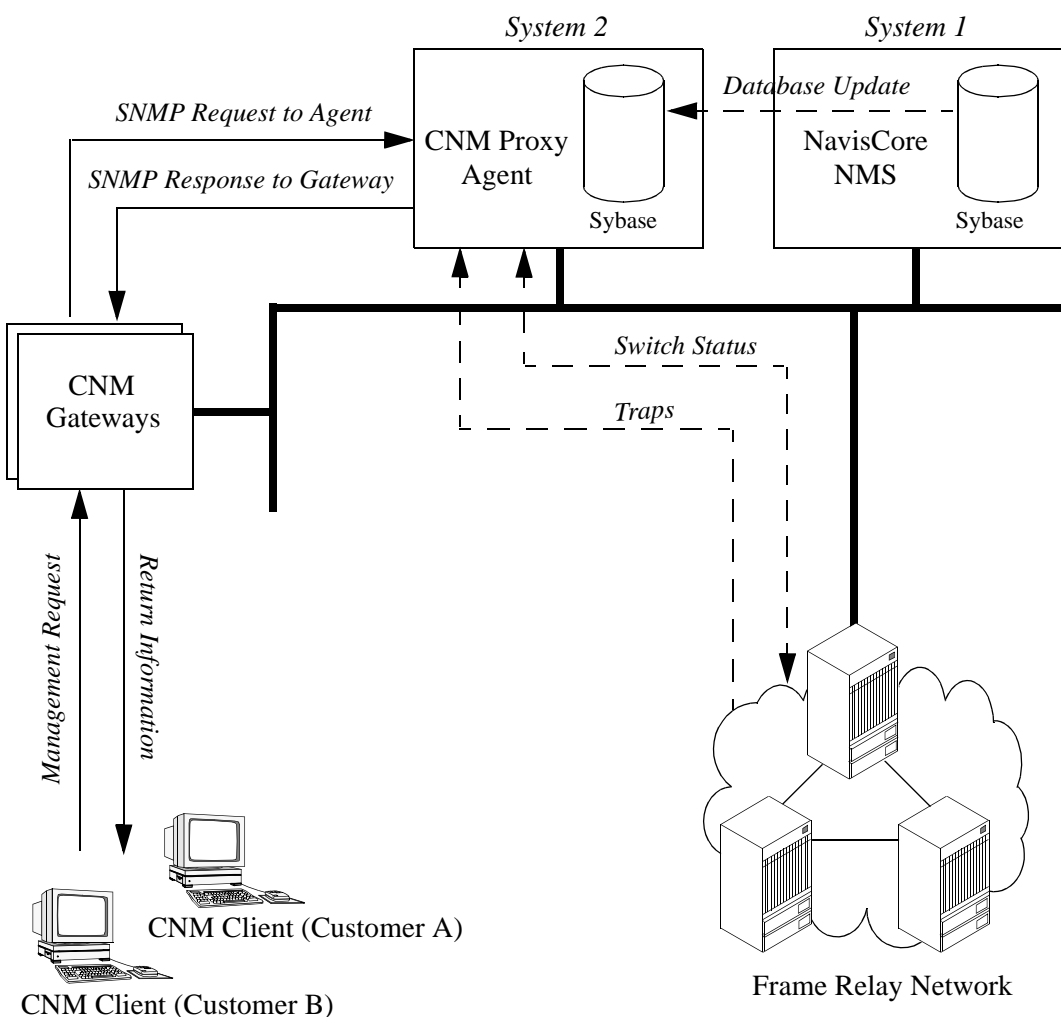 System 2
System 1
Database Update
SNMP Request to Agent
CNM Proxy
Agent
NavisCore
NMS
SNMP Response to Gateway
Sybase
Sybase
Switch Status
CNM
Gateways
Traps
Management Request
Return Information
CNM Client (Customer A)
CNM Client (Customer B)
Frame Relay Network